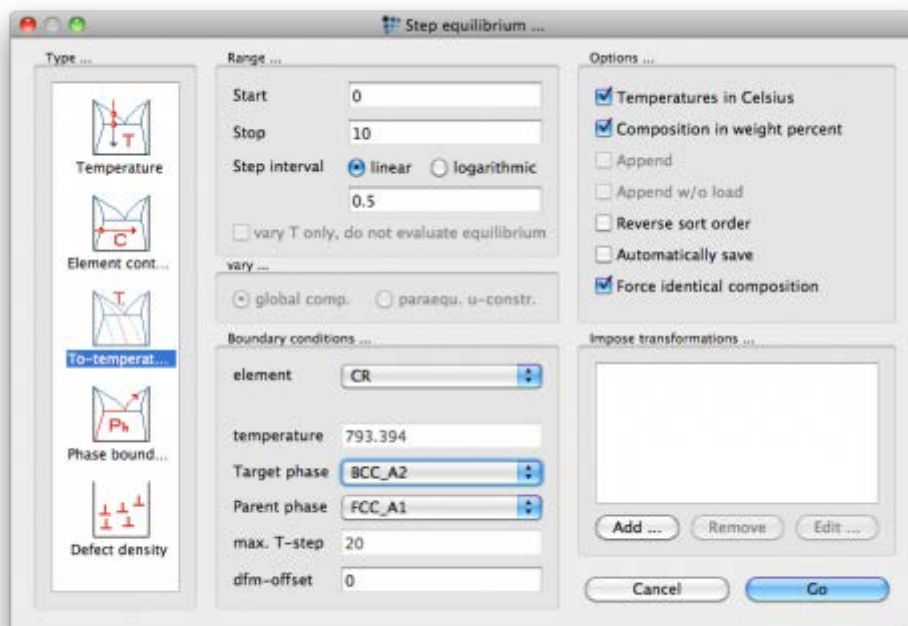 Step equilibrium ...
Type ...
T
Temperature
C
Element cont...
T₀
To-temperat...
Ph
Phase bound...
Defect density
Range ...
Start 0
Stop 10
Step interval linear logarithmic
0.5
vary T only, do not evaluate equilibrium
vary ...
global comp. paraequ. u-constr.
Boundary conditions ...
element CR
temperature 793.394
Target phase BCC_A2
Parent phase FCC_A1
max. T-step 20
dfm-offset 0
Options ...
Temperatures in Celsius
Composition in weight percent
Append
Append w/o load
Reverse sort order
Automatically save
Force identical composition
Impose transformations ...
Add ... Remove Edit ...
Cancel Go